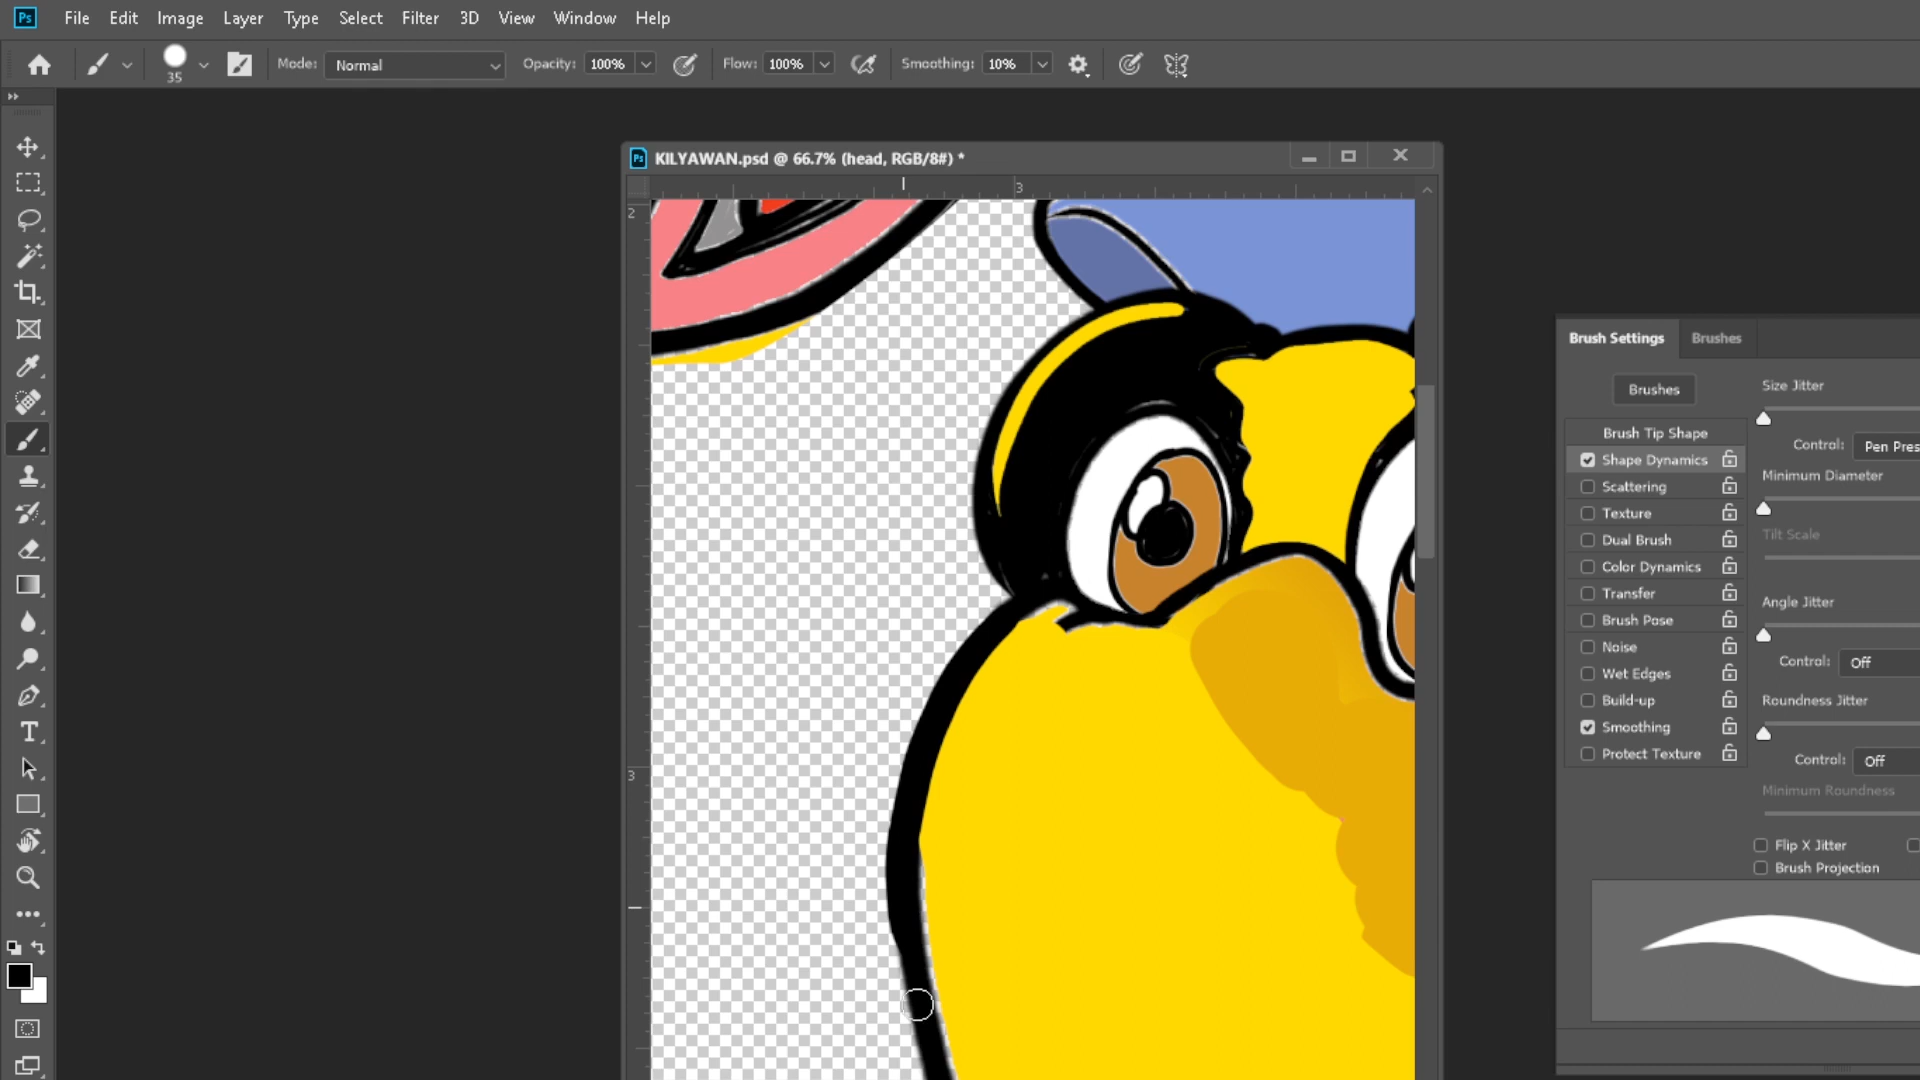 Ps File Edit Image Layer Type Select Filter 3D View Window Help
35 Mode: Normal Opacity: 100% Flow: 100% Smoothing: 10%
Ps KILYAWAN.psd @ 66.7% (head, RGB/8#) *
3
2
3
Brush Settings Brushes
Brushes
Brush Tip Shape
Shape Dynamics
Scattering
Texture
Dual Brush
Color Dynamics
Transfer
Brush Pose
Noise
Wet Edges
Build-up
Smoothing
Protect Texture
Size Jitter
Control: Pen Pres
Minimum Diameter
Tilt Scale
Angle Jitter
Control: Off
Roundness Jitter
Control: Off
Minimum Roundness
Flip X Jitter
Brush Projection